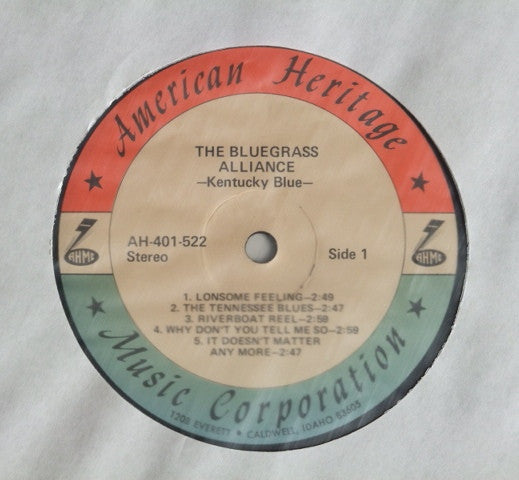 American Heritage
THE BLUEGRASS
ALLIANCE
—Kentucky Blue—
AH-401-522
Stereo
Side 1
AHMC
AHMC
1. LONSOME FEELING—2:49
2. THE TENNESSEE BLUES—2:47
3. RIVERBOAT REEL—2:59
4. WHY DON'T YOU TELL ME SO—2:59
5. IT DOESN'T MATTER
ANY MORE—2:47
Music Corporation
1208 EVERETT • CALDWELL, IDAHO 83605